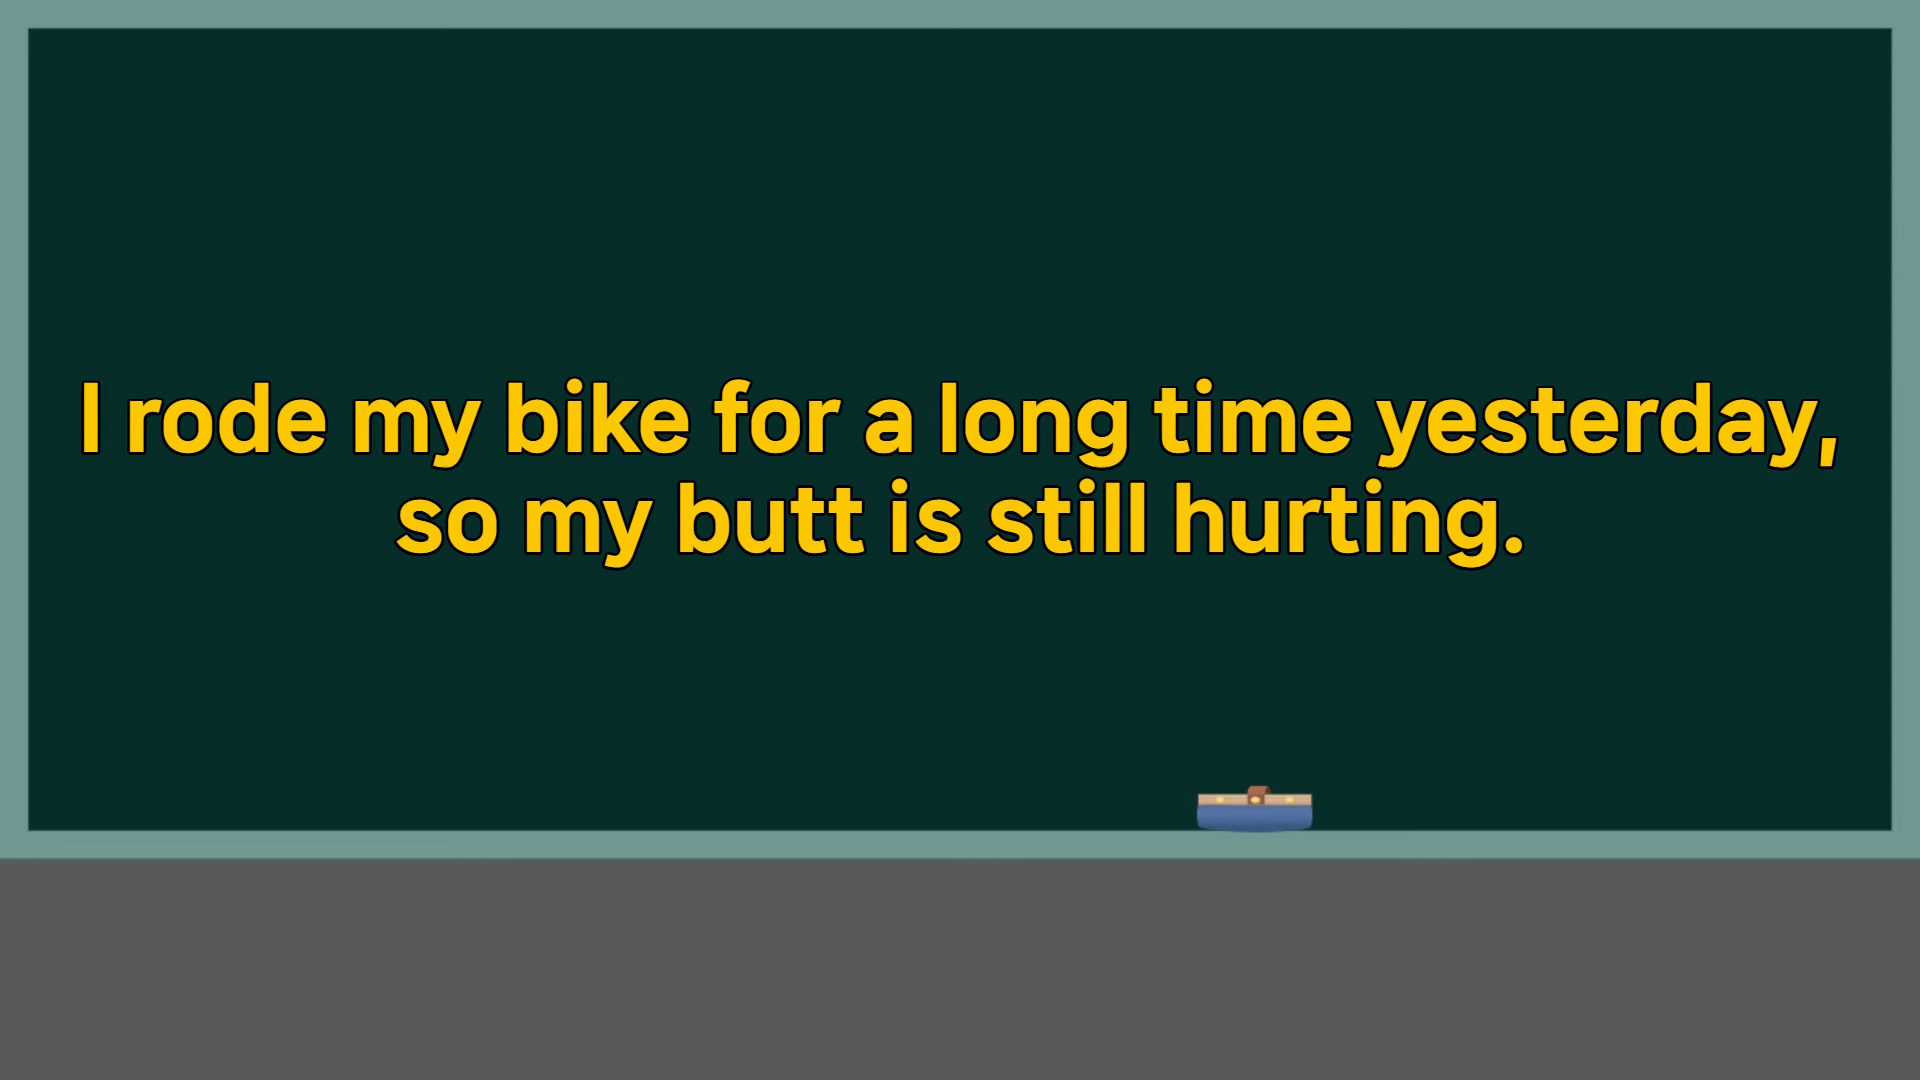 I rode my bike for a long time yesterday,
so my butt is still hurting.